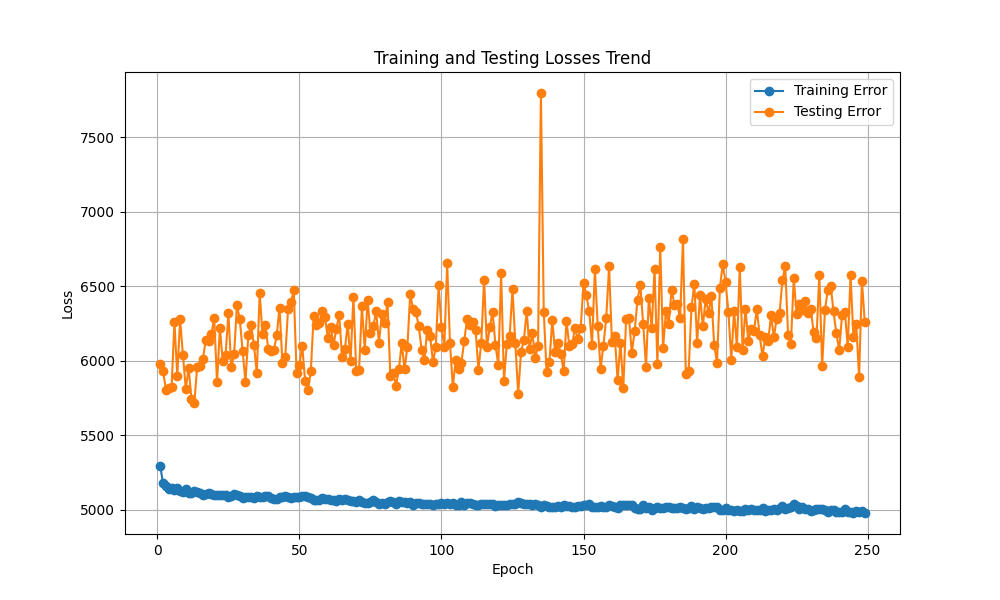 Training and Testing Losses Trend
Training Error
Testing Error
7500
7000
6500
6000
5500
5000
Loss
0 50 100 150 200 250
Epoch